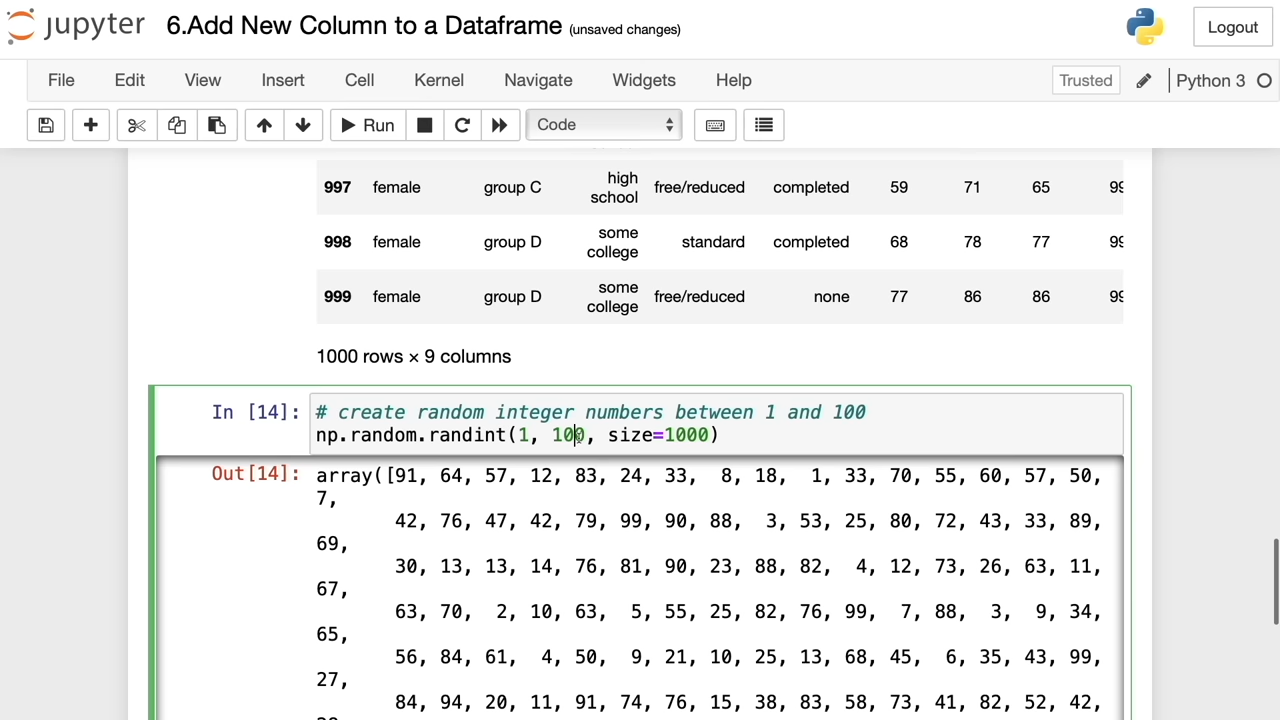 jupyter 6.Add New Column to a Dataframe (unsaved changes) Logout
File Edit View Insert Cell Kernel Navigate Widgets Help Trusted Python 3
Run Code
997 female group C high school free/reduced completed 59 71 65 99
998 female group D some college standard completed 68 78 77 99
999 female group D some college free/reduced none 77 86 86 99
1000 rows × 9 columns
In [14]: # create random integer numbers between 1 and 100
np.random.randint(1, 100, size=1000)
Out[14]: array([91, 64, 57, 12, 83, 24, 33,  8, 18,  1, 33, 70, 55, 60, 57, 50,
7,
42, 76, 47, 42, 79, 99, 90, 88,  3, 53, 25, 80, 72, 43, 33, 89,
69,
30, 13, 13, 14, 76, 81, 90, 23, 88, 82,  4, 12, 73, 26, 63, 11,
67,
63, 70,  2, 10, 63,  5, 55, 25, 82, 76, 99,  7, 88,  3,  9, 34,
65,
56, 84, 61,  4, 50,  9, 21, 10, 25, 13, 68, 45,  6, 35, 43, 99,
27,
84, 94, 20, 11, 91, 74, 76, 15, 38, 83, 58, 73, 41, 82, 52, 42,